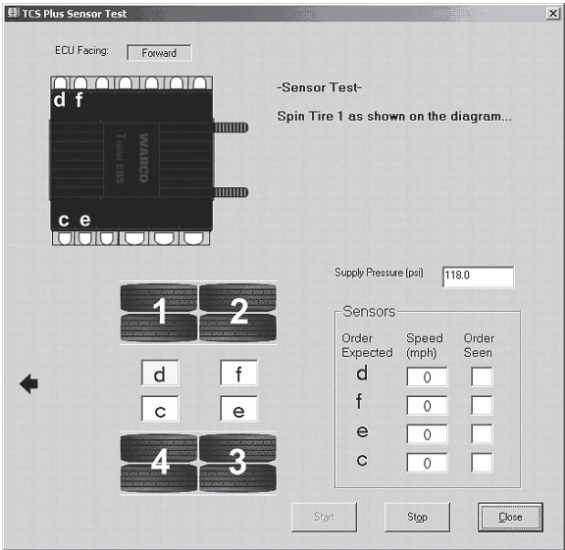 TCS Plus Sensor Test
ECU Facing: Forward
d f
WABCO
Trailer EBS
c e
-Sensor Test-
Spin Tire 1 as shown on the diagram...
Supply Pressure (psi) 118.0
1 2
d f
c e
4 3
Sensors
Order Expected Speed (mph) Order Seen
d 0
f 0
e 0
c 0
Start Stop Close